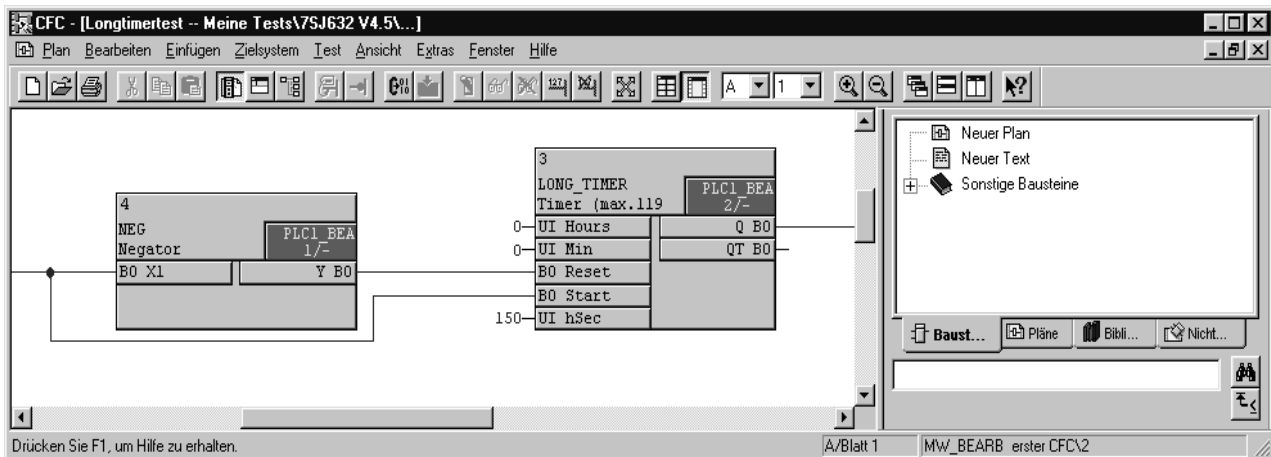 CFC - [Longtimertest -- Meine Tests\7SJ632 V4.5\...]
Plan Bearbeiten Einfügen Zielsystem Test Ansicht Extras Fenster Hilfe
A 1
4
NEG
Negator
PLC1_BEA
1/-
BO X1
Y BO
3
LONG_TIMER
Timer (max.119
PLC1_BEA
2/-
0 UI Hours
Q BO
0 UI Min
QT BO
BO Reset
BO Start
150 UI hSec
Neuer Plan
Neuer Text
Sonstige Bausteine
Baust...
Pläne
Bibli...
Nicht...
Drücken Sie F1, um Hilfe zu erhalten.
A/Blatt 1
MW_BEARB erster CFC\2